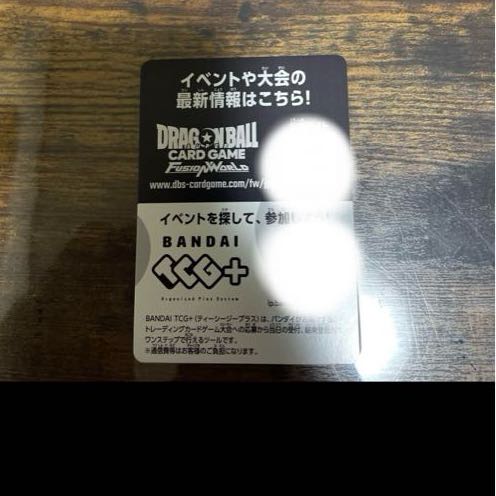 イベントや大会の
最新情報はこちら!
DRAGON BALL
CARD GAME
FUSION WORLD
www.dbs-cardgame.com/fw/
イベントを探して、参加し
BANDAI
TCG+
Organized Play System
BANDAI TCG+(ティーシージープラス)は、バンダイが
トレーディングカードゲーム大会への応募から当日の受付、結果
ワンステップで行えるツールです。
※通信費等はお客様のご負担になります。